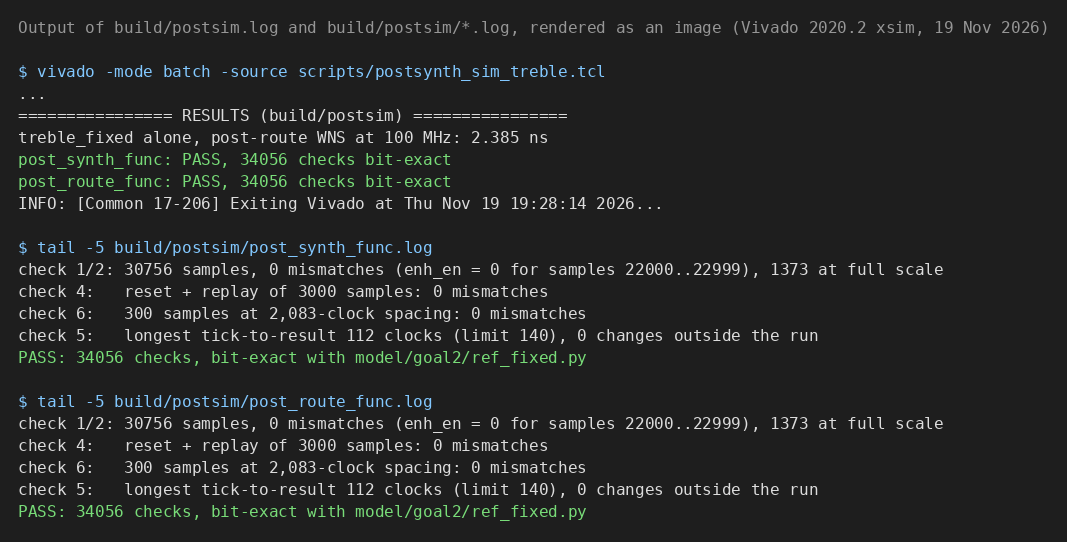 Output of build/postsim.log and build/postsim/*.log, rendered as an image (Vivado 2020.2 xsim, 19 Nov 2026)
$ vivado -mode batch -source scripts/postsynth_sim_treble.tcl
...
================ RESULTS (build/postsim) ================
treble_fixed alone, post-route WNS at 100 MHz: 2.385 ns
post_synth_func: PASS, 34056 checks bit-exact
post_route_func: PASS, 34056 checks bit-exact
INFO: [Common 17-206] Exiting Vivado at Thu Nov 19 19:28:14 2026...
$ tail -5 build/postsim/post_synth_func.log
check 1/2: 30756 samples, 0 mismatches (enh_en = 0 for samples 22000..22999), 1373 at full scale
check 4:   reset + replay of 3000 samples: 0 mismatches
check 6:   300 samples at 2,083-clock spacing: 0 mismatches
check 5:   longest tick-to-result 112 clocks (limit 140), 0 changes outside the run
PASS: 34056 checks, bit-exact with model/goal2/ref_fixed.py
$ tail -5 build/postsim/post_route_func.log
check 1/2: 30756 samples, 0 mismatches (enh_en = 0 for samples 22000..22999), 1373 at full scale
check 4:   reset + replay of 3000 samples: 0 mismatches
check 6:   300 samples at 2,083-clock spacing: 0 mismatches
check 5:   longest tick-to-result 112 clocks (limit 140), 0 changes outside the run
PASS: 34056 checks, bit-exact with model/goal2/ref_fixed.py